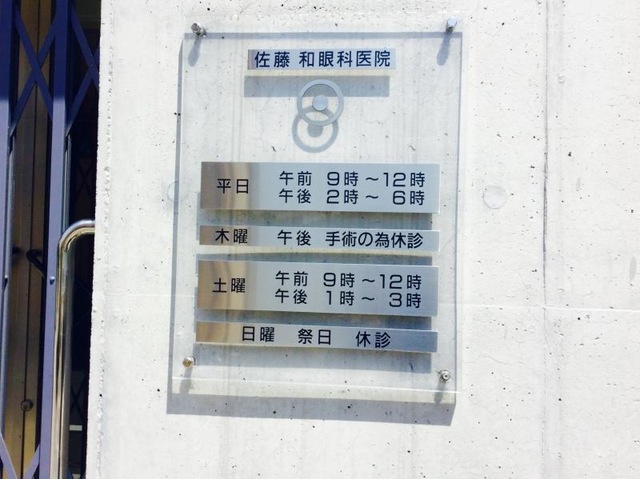 佐藤 和眼科医院
平日 午前 9時～12時
午後 2時～ 6時
木曜 午後 手術の為休診
土曜 午前 9時～12時
午後 1時～ 3時
日曜 祭日 休診